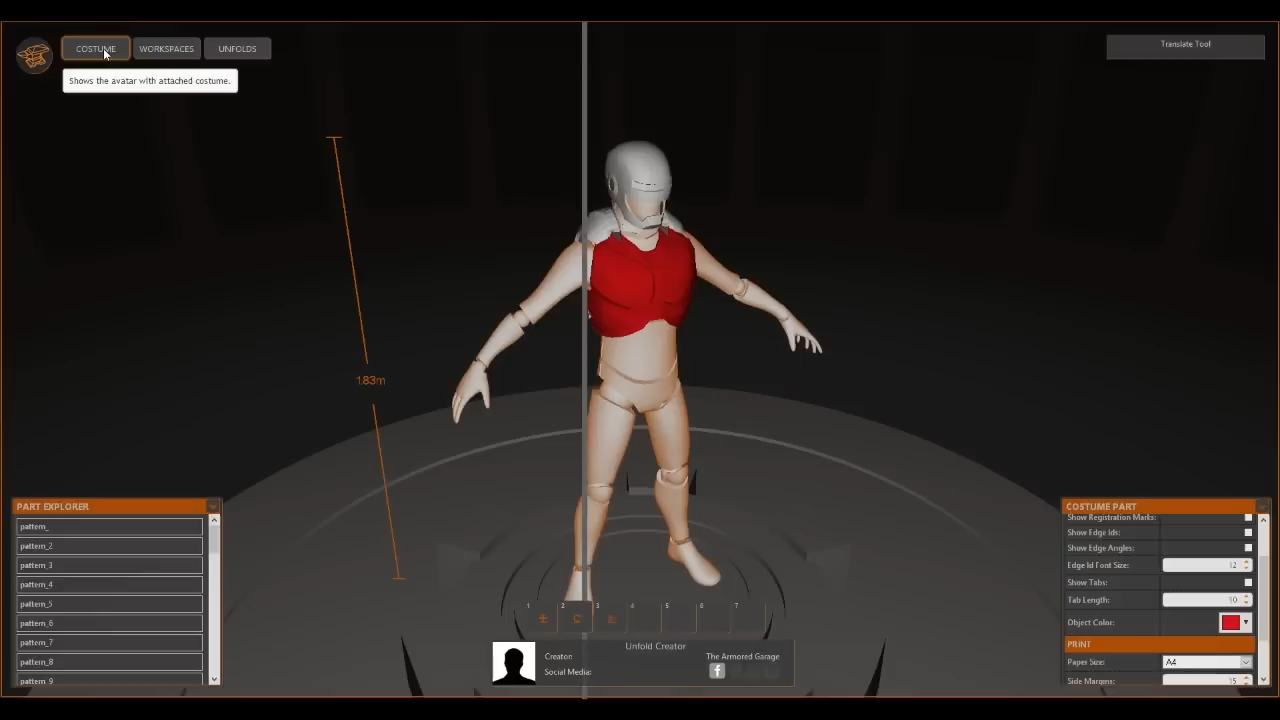 COSTUME
WORKSPACES
UNFOLDS
Translate Tool
Shows the avatar with attached costume.
1.83m
PART EXPLORER
pattern_
pattern_2
pattern_3
pattern_4
pattern_5
pattern_6
pattern_7
pattern_8
pattern_9
COSTUME PART
Show Registration Marks:
Show Edge Ids:
Show Edge Angles:
Edge Id Font Size: 12
Show Tabs:
Tab Length: 10
Object Color:
PRINT
Paper Size: A4
Side Margins: 15
1 2 3 4 5 6 7
Unfold Creator
Creator: The Armored Garage
Social Media: